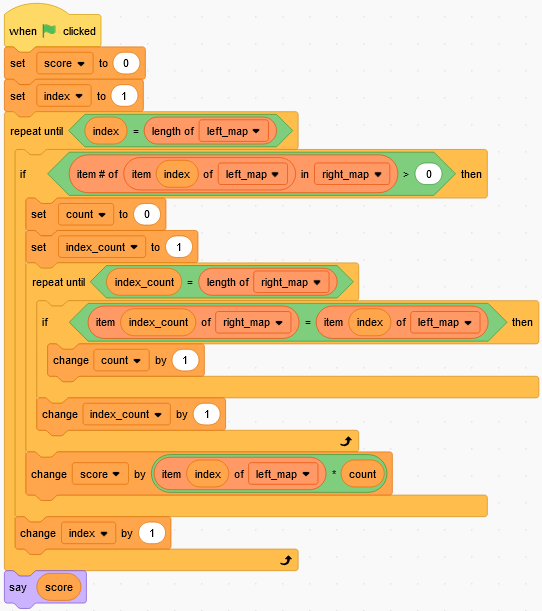 when clicked
set score to 0
set index to 1
repeat until index = length of left_map
if item # of item index of left_map in right_map > 0 then
set count to 0
set index_count to 1
repeat until index_count = length of right_map
if item index_count of right_map = item index of left_map then
change count by 1
change index_count by 1
change score by item index of left_map * count
change index by 1
say score